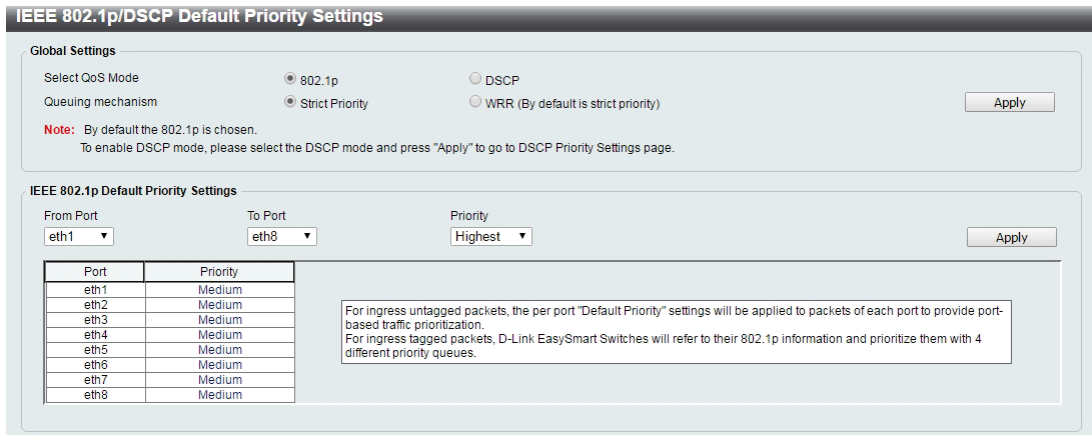 IEEE 802.1p/DSCP Default Priority Settings
Global Settings
Select QoS Mode 802.1p DSCP
Queuing mechanism Strict Priority WRR (By default is strict priority) Apply
Note: By default the 802.1p is chosen.
To enable DSCP mode, please select the DSCP mode and press "Apply" to go to DSCP Priority Settings page.
IEEE 802.1p Default Priority Settings
From Port To Port Priority
eth1 eth8 Highest Apply
Port Priority
eth1 Medium
eth2 Medium
eth3 Medium
eth4 Medium
eth5 Medium
eth6 Medium
eth7 Medium
eth8 Medium
For ingress untagged packets, the per port "Default Priority" settings will be applied to packets of each port to provide port-
based traffic prioritization.
For ingress tagged packets, D-Link EasySmart Switches will refer to their 802.1p information and prioritize them with 4
different priority queues.